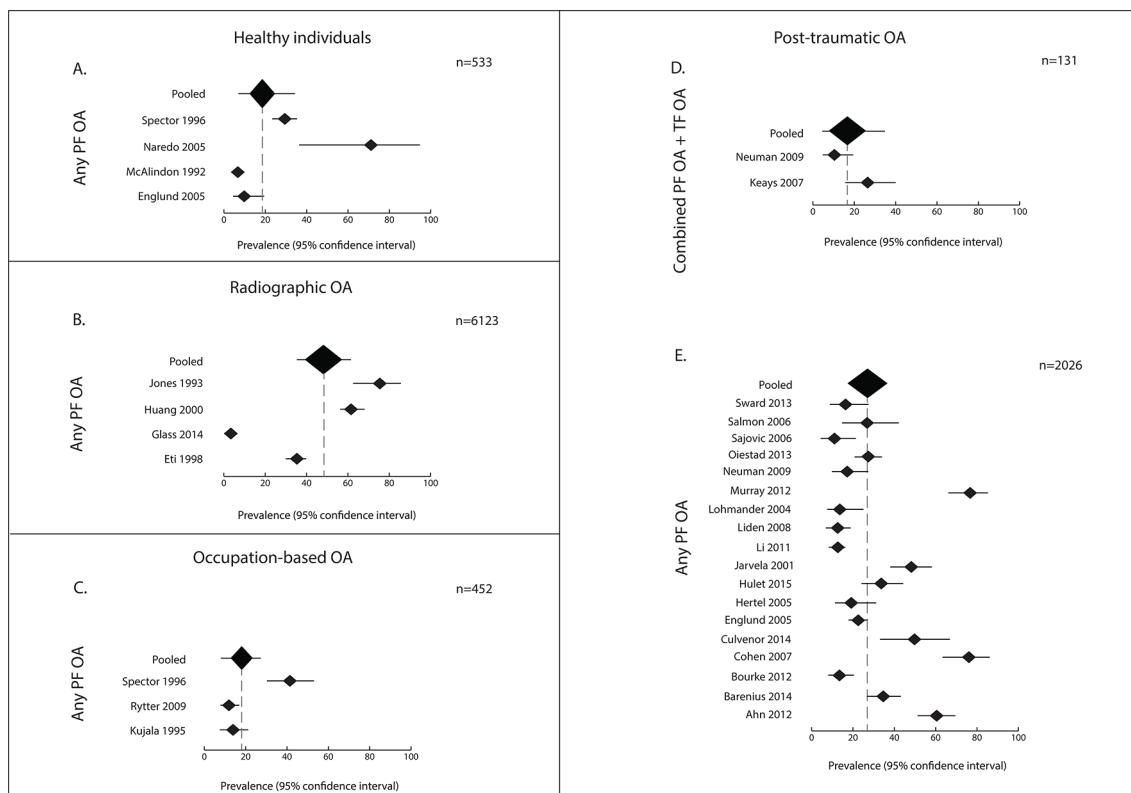 Healthy individuals
A.
n=533
Any PF OA
Pooled
Spector 1996
Naredo 2005
McAlindon 1992
Englund 2005
0 20 40 60 80 100
Prevalence (95% confidence interval)
Radiographic OA
B.
n=6123
Any PF OA
Pooled
Jones 1993
Huang 2000
Glass 2014
Eti 1998
0 20 40 60 80 100
Prevalence (95% confidence interval)
Occupation-based OA
C.
n=452
Any PF OA
Pooled
Spector 1996
Rytter 2009
Kujala 1995
0 20 40 60 80 100
Prevalence (95% confidence interval)
Post-traumatic OA
D.
n=131
Combined PF OA + TF OA
Pooled
Neuman 2009
Keays 2007
0 20 40 60 80 100
Prevalence (95% confidence interval)
E.
n=2026
Any PF OA
Pooled
Sward 2013
Salmon 2006
Sajovic 2006
Oiestad 2013
Neuman 2009
Murray 2012
Lohmander 2004
Liden 2008
Li 2011
Jarvela 2001
Hulet 2015
Hertel 2005
Englund 2005
Culvenor 2014
Cohen 2007
Bourke 2012
Barenius 2014
Ahn 2012
0 20 40 60 80 100
Prevalence (95% confidence interval)